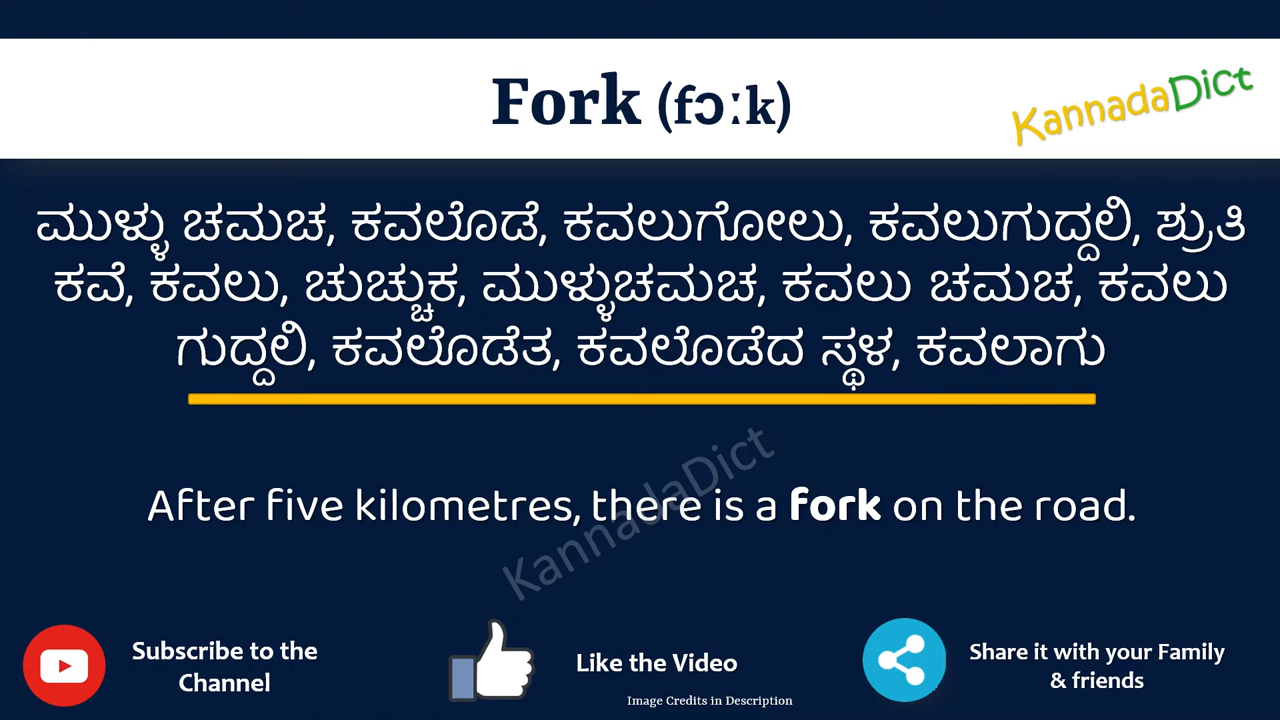 Fork (fɔːk)
KannadaDict
ಮುಳ್ಳು ಚಮಚ, ಕವಲೊಡೆ, ಕವಲುಗೋಲು, ಕವಲುಗುದ್ದಲಿ, ಶ್ರುತಿ
ಕವೆ, ಕವಲು, ಚುಚ್ಚುಕ, ಮುಳ್ಳುಚಮಚ, ಕವಲು ಚಮಚ, ಕವಲು
ಗುದ್ದಲಿ, ಕವಲೊಡೆತ, ಕವಲೊಡೆದ ಸ್ಥಳ, ಕವಲಾಗು
KannadaDict
After five kilometres, there is a fork on the road.
Subscribe to the
Channel
Like the Video
Share it with your Family
& friends
Image Credits in Description